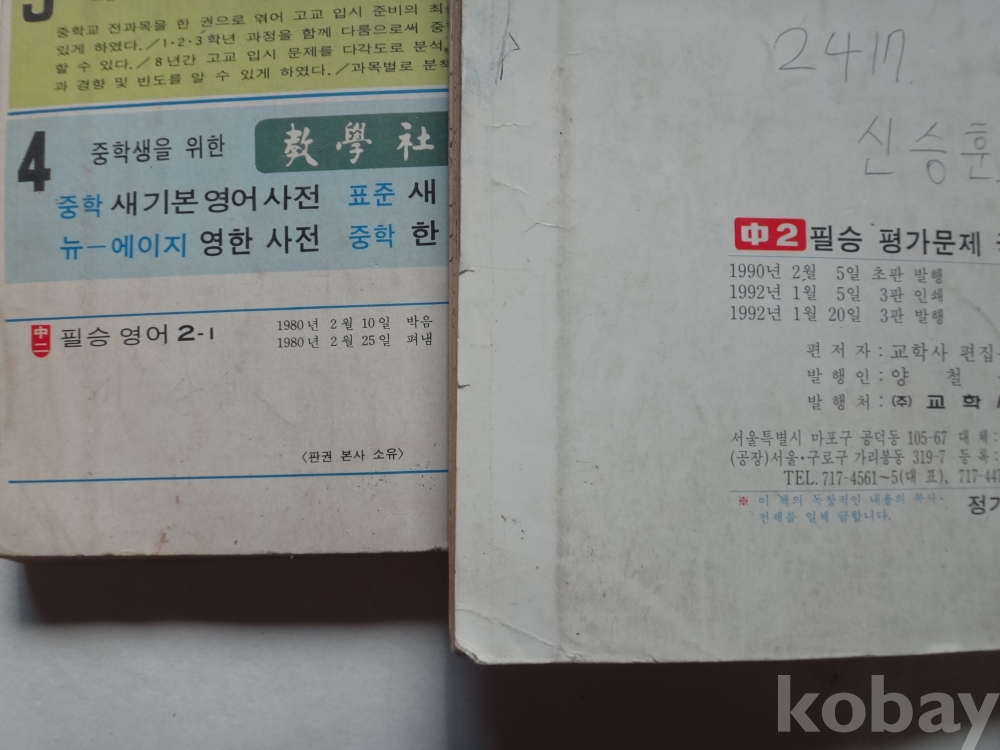 중학교 전과목을 한 권으로 엮어 고교 입시 준비의
있게 하였다./1·2·3학년 과정을 함께 다룸으로써
할 수 있다./8년간 고교 입시 문제를 다각도로 분석,
과 경향 및 빈도를 알 수 있게 하였다./과목별로
4 중학생을 위한 敎學社
중학 새기본영어사전 표준 새
뉴-에이지 영한 사전 중학 한
中二 필승 영어 2-1
1980년 2월 10일 박음
1980년 2월 25일 펴냄
〈판권 본사 소유〉
2417.
신승훈
中2 필승 평가문제
1990년 2월 5일 초판 발행
1992년 1월 5일 3판 인쇄
1992년 1월 20일 3판 발행
편 저 자 : 교학사 편집
발 행 인 : 양 철
발 행 처 : ㈜ 교 학
서울특별시 마포구 공덕동 105-67 대 체 :
(공장)서울·구로구 가리봉동 319-7 등 록 :
TEL. 717-4561~5(대 표), 717-44
※ 이 책의 독창적인 내용의 복사·
전재를 일체 금합니다.
정가
kobay